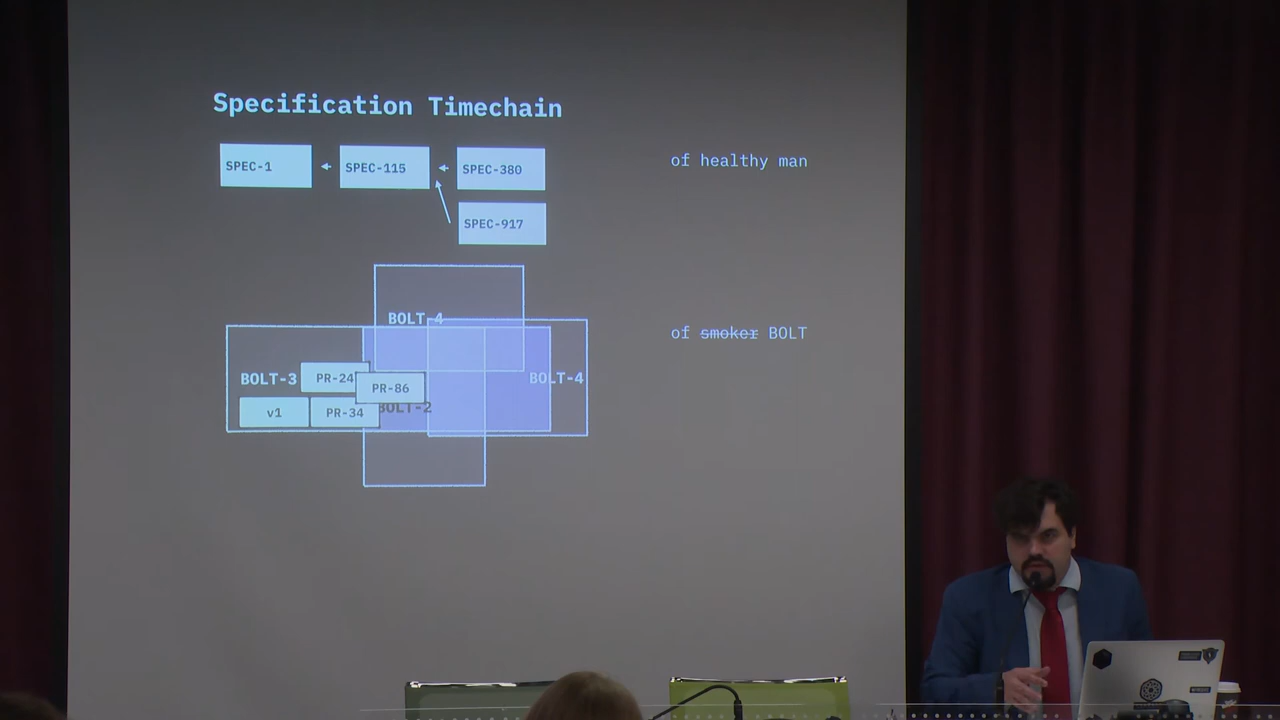 Specification Timechain
SPEC-1
SPEC-115
SPEC-380
of healthy man
SPEC-917
BOLT-4
of smoker BOLT
BOLT-3
PR-24
PR-86
BOLT-4
v1
PR-34
BOLT-2